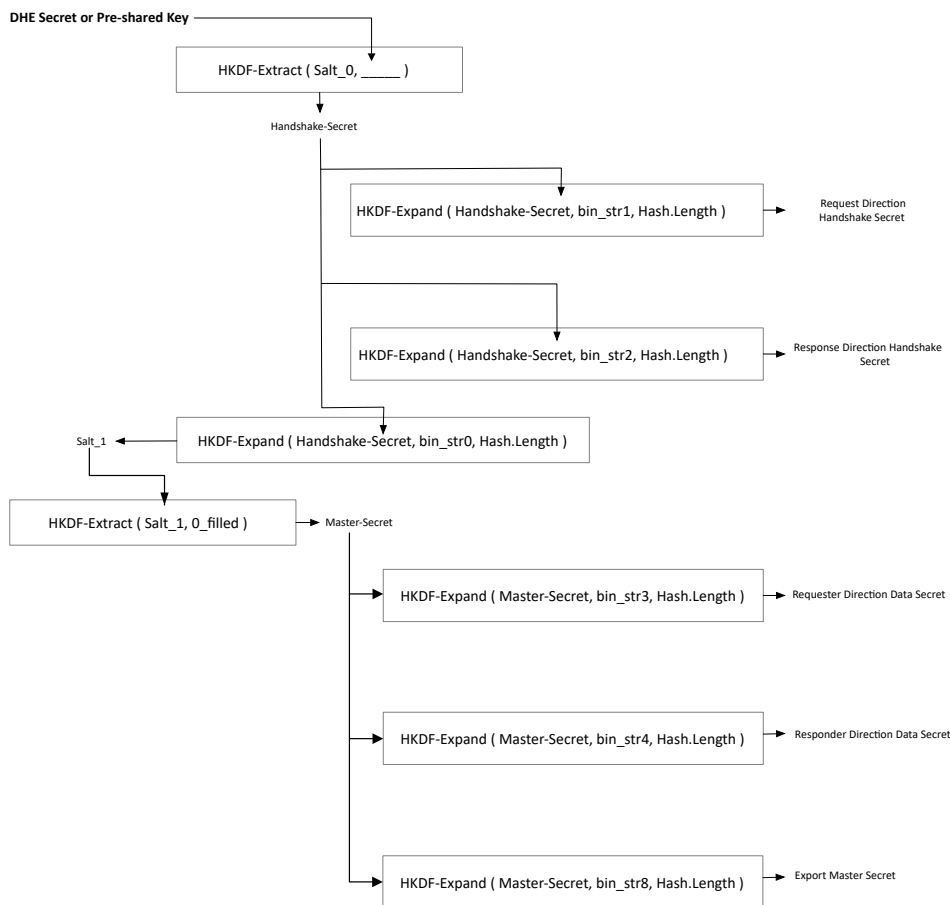 DHE Secret or Pre-shared Key
HKDF-Extract ( Salt_0, _____ )
Handshake-Secret
HKDF-Expand ( Handshake-Secret, bin_str1, Hash.Length )
Request Direction
Handshake Secret
HKDF-Expand ( Handshake-Secret, bin_str2, Hash.Length )
Response Direction Handshake
Secret
HKDF-Expand ( Handshake-Secret, bin_str0, Hash.Length )
Salt_1
HKDF-Extract ( Salt_1, 0_filled )
Master-Secret
HKDF-Expand ( Master-Secret, bin_str3, Hash.Length )
Requester Direction Data Secret
HKDF-Expand ( Master-Secret, bin_str4, Hash.Length )
Responder Direction Data Secret
HKDF-Expand ( Master-Secret, bin_str8, Hash.Length )
Export Master Secret